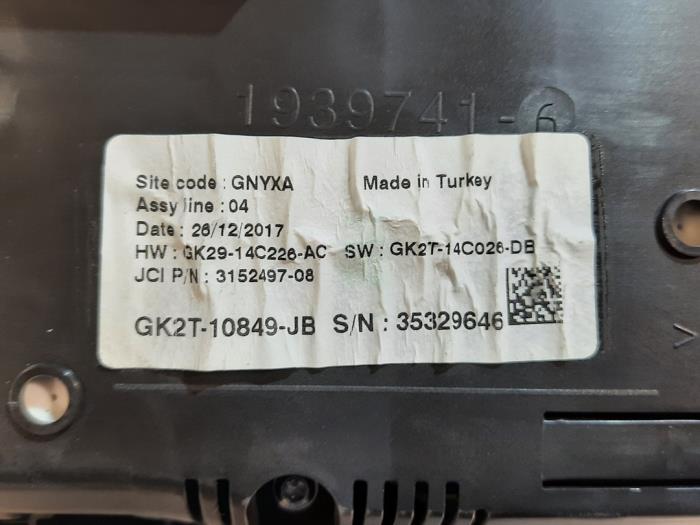 1939741-6
Site code : GNYXA Made in Turkey
Assy line : 04
Date : 26/12/2017
HW : GK29-14C226-AC SW : GK2T-14C026-DB
JCI P/N : 3152497-08
GK2T-10849-JB S/N : 35329646
>